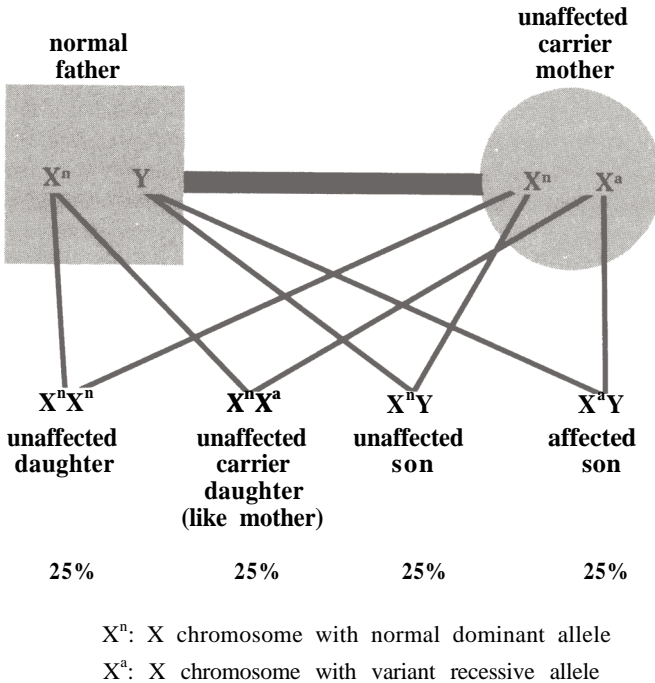 normal
father
unaffected
carrier
mother
Xⁿ Y Xⁿ Xᵃ
XⁿXⁿ XⁿXᵃ XⁿY XᵃY
unaffected
daughter
unaffected
carrier
daughter
(like mother)
unaffected
son
affected
son
25% 25% 25% 25%
Xⁿ: X chromosome with normal dominant allele
Xᵃ: X chromosome with variant recessive allele